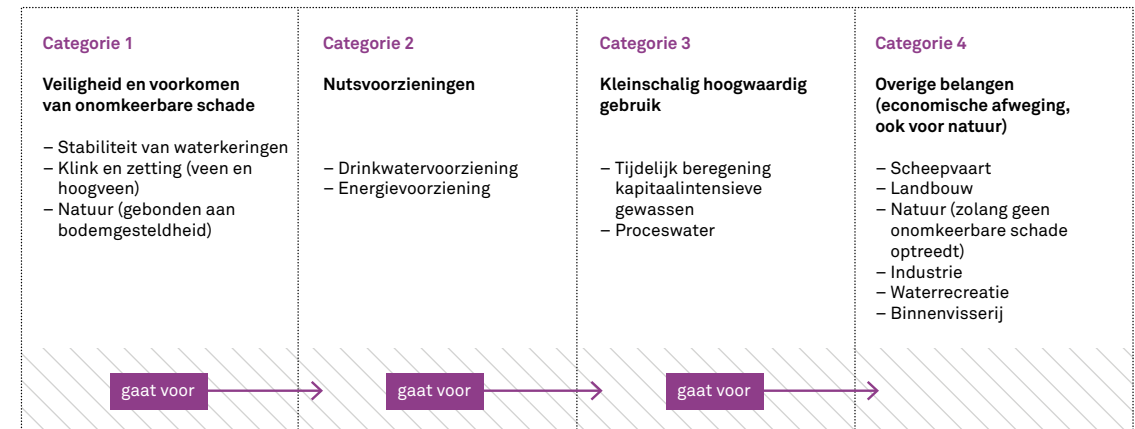 Categorie 1
Veiligheid en voorkomen
van onomkeerbare schade
– Stabiliteit van waterkeringen
– Klink en zetting (veen en
hoogveen)
– Natuur (gebonden aan
bodemgesteldheid)
Categorie 2
Nutsvoorzieningen
– Drinkwatervoorziening
– Energievoorziening
Categorie 3
Kleinschalig hoogwaardig
gebruik
– Tijdelijk beregening
kapitaalintensieve
gewassen
– Proceswater
Categorie 4
Overige belangen
(economische afweging,
ook voor natuur)
– Scheepvaart
– Landbouw
– Natuur (zolang geen
onomkeerbare schade
optreedt)
– Industrie
– Waterrecreatie
– Binnenvisserij
gaat voor
gaat voor
gaat voor